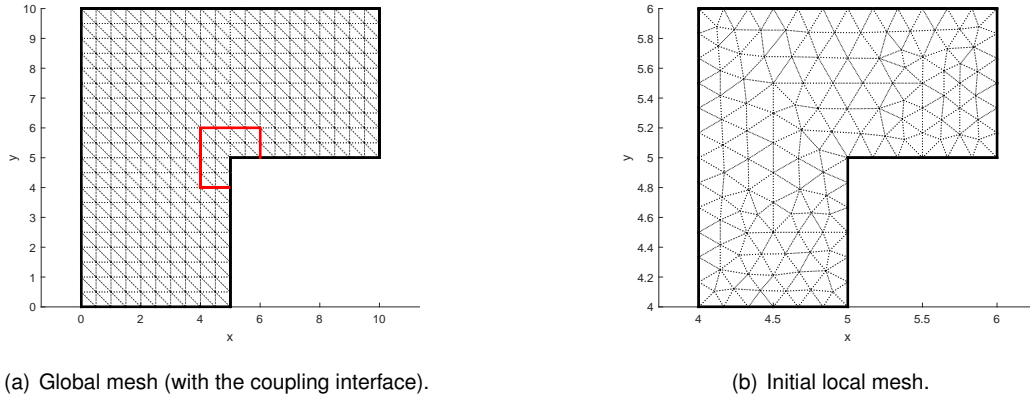 10
9
8
7
6
5
4
3
2
1
0
y
0 2 4 6 8 10
x
6
5.8
5.6
5.4
5.2
5
4.8
4.6
4.4
4.2
4
y
4 4.5 5 5.5 6
x
(a) Global mesh (with the coupling interface).
(b) Initial local mesh.